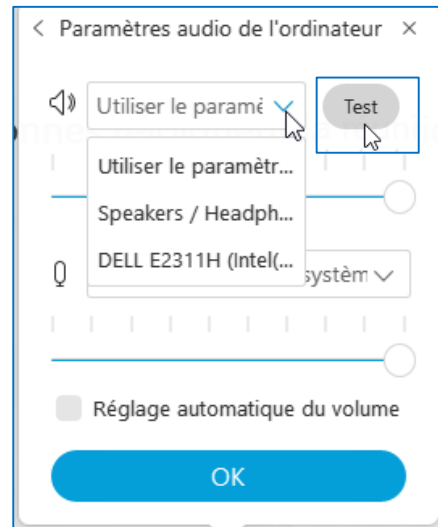 Paramètres audio de l'ordinateur
Utiliser le paramè
Test
Utiliser le paramètr...
Speakers / Headph...
DELL E2311H (Intel(...
systèm
Réglage automatique du volume
OK